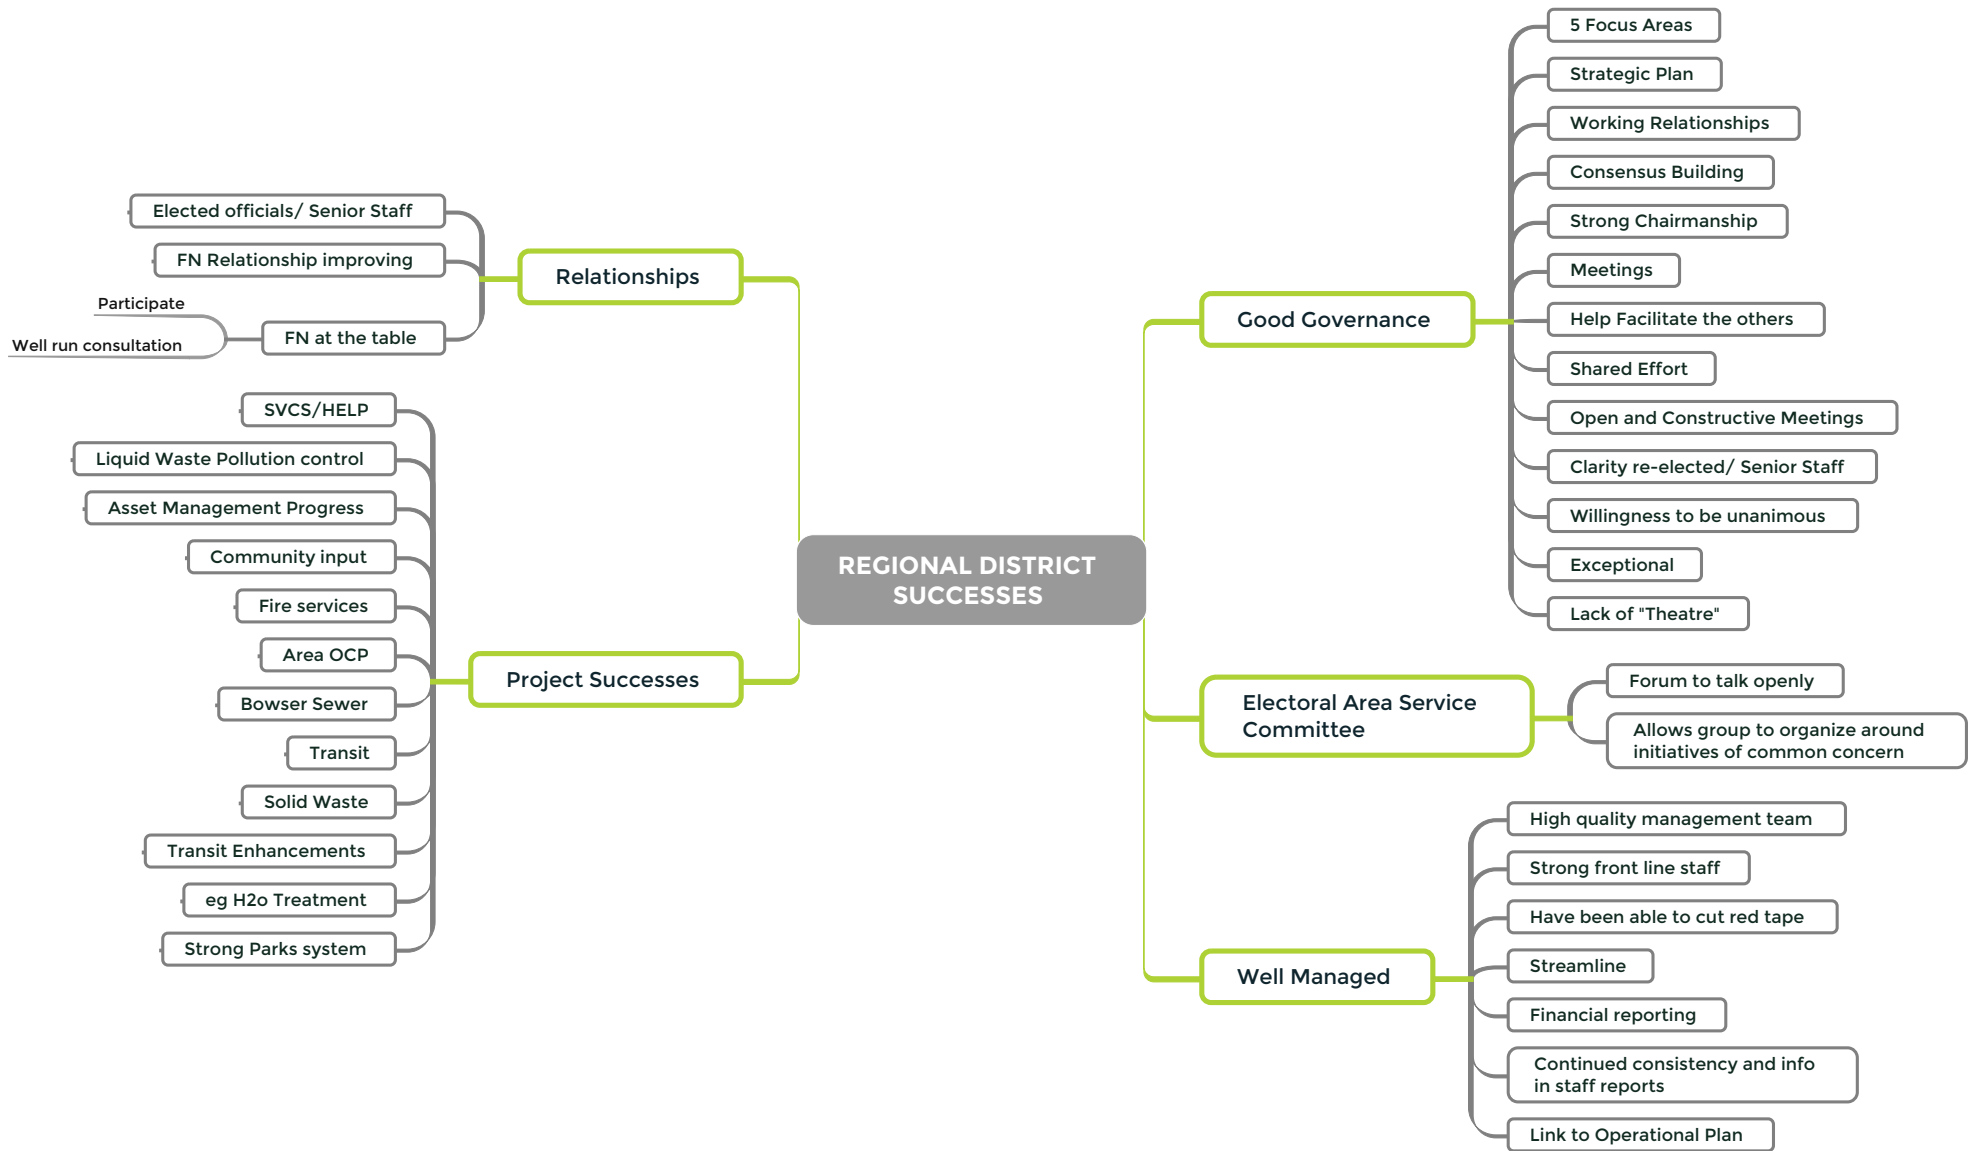 REGIONAL DISTRICT
SUCCESSES
Relationships
Elected officials/ Senior Staff
FN Relationship improving
FN at the table
Participate
Well run consultation
Project Successes
SVCS/HELP
Liquid Waste Pollution control
Asset Management Progress
Community input
Fire services
Area OCP
Bowser Sewer
Transit
Solid Waste
Transit Enhancements
eg H2o Treatment
Strong Parks system
Good Governance
5 Focus Areas
Strategic Plan
Working Relationships
Consensus Building
Strong Chairmanship
Meetings
Help Facilitate the others
Shared Effort
Open and Constructive Meetings
Clarity re-elected/ Senior Staff
Willingness to be unanimous
Exceptional
Lack of "Theatre"
Electoral Area Service
Committee
Forum to talk openly
Allows group to organize around
initiatives of common concern
Well Managed
High quality management team
Strong front line staff
Have been able to cut red tape
Streamline
Financial reporting
Continued consistency and info
in staff reports
Link to Operational Plan